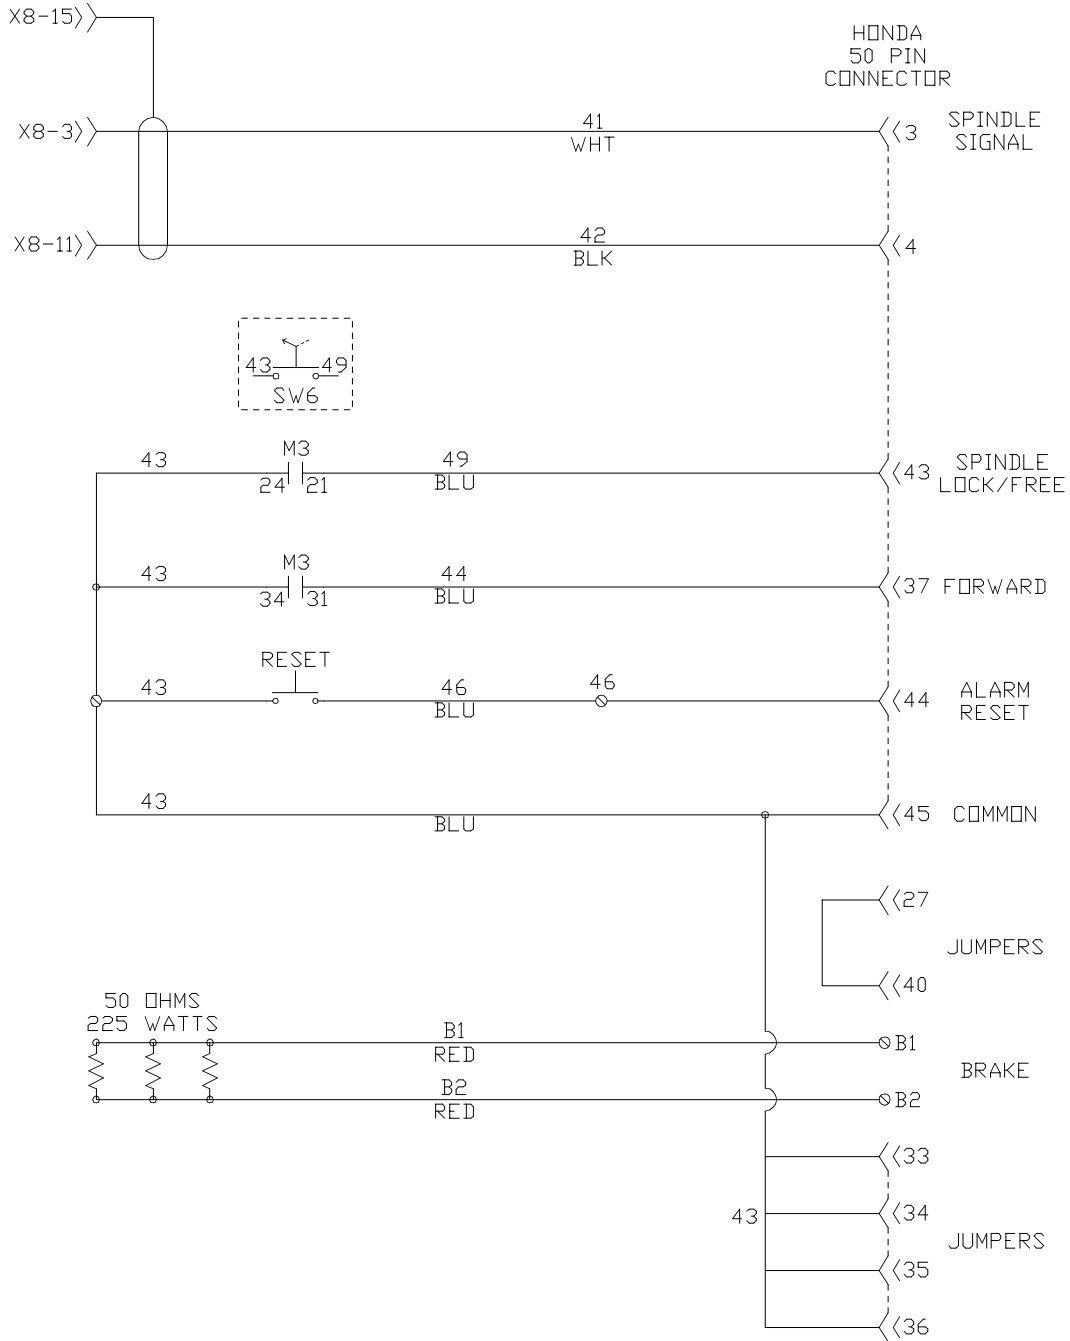 X8-15
HONDA
50 PIN
CONNECTOR
X8-3
41
WHT
3
SPINDLE
SIGNAL
X8-11
42
BLK
4
43
49
SW6
43
M3
24
21
49
BLU
43
SPINDLE
LOCK/FREE
43
M3
34
31
44
BLU
37
FORWARD
RESET
43
46
BLU
46
44
ALARM
RESET
43
BLU
45
COMMON
27
JUMPERS
40
50 OHMS
225 WATTS
B1
RED
B1
BRAKE
B2
RED
B2
33
43
34
JUMPERS
35
36